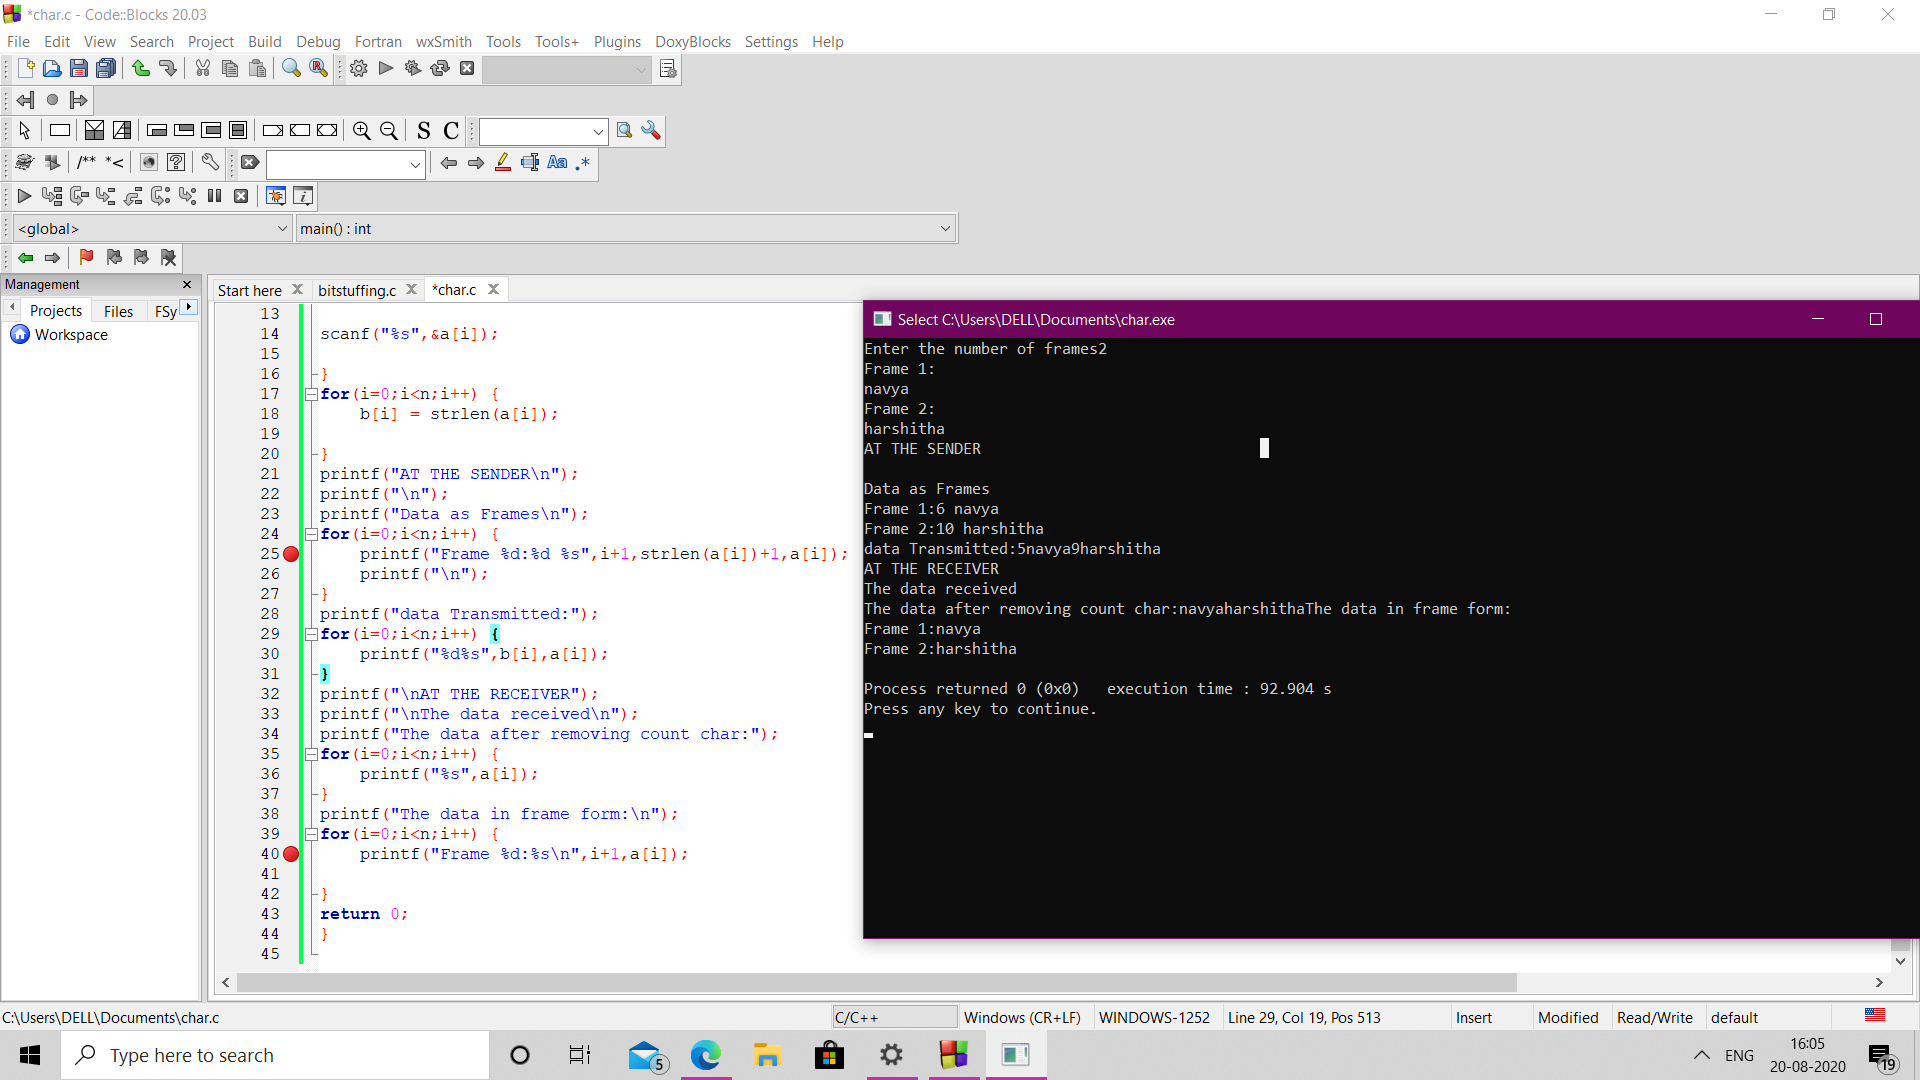 *char.c - Code::Blocks 20.03
File Edit View Search Project Build Debug Fortran wxSmith Tools Tools+ Plugins DoxyBlocks Settings Help
S C
/** *<
Aa .*
<global> main() : int
Management
Projects Files FSy
Workspace
Start here bitstuffing.c *char.c
13
14 scanf("%s",&a[i]);
15
16 }
17 for(i=0;i<n;i++) {
18 b[i] = strlen(a[i]);
19
20 }
21 printf("AT THE SENDER\n");
22 printf("\n");
23 printf("Data as Frames\n");
24 for(i=0;i<n;i++) {
25 printf("Frame %d:%d %s",i+1,strlen(a[i])+1,a[i]);
26 printf("\n");
27 }
28 printf("data Transmitted:");
29 for(i=0;i<n;i++) {
30 printf("%d%s",b[i],a[i]);
31 }
32 printf("\nAT THE RECEIVER");
33 printf("\nThe data received\n");
34 printf("The data after removing count char:");
35 for(i=0;i<n;i++) {
36 printf("%s",a[i]);
37 }
38 printf("The data in frame form:\n");
39 for(i=0;i<n;i++) {
40 printf("Frame %d:%s\n",i+1,a[i]);
41
42 }
43 return 0;
44 }
45
Select C:\Users\DELL\Documents\char.exe
Enter the number of frames2
Frame 1:
navya
Frame 2:
harshitha
AT THE SENDER
Data as Frames
Frame 1:6 navya
Frame 2:10 harshitha
data Transmitted:5navya9harshitha
AT THE RECEIVER
The data received
The data after removing count char:navyaharshithaThe data in frame form:
Frame 1:navya
Frame 2:harshitha
Process returned 0 (0x0)   execution time : 92.904 s
Press any key to continue.
C:\Users\DELL\Documents\char.c C/C++ Windows (CR+LF) WINDOWS-1252 Line 29, Col 19, Pos 513 Insert Modified Read/Write default
Type here to search
5
ENG
16:05
20-08-2020
19